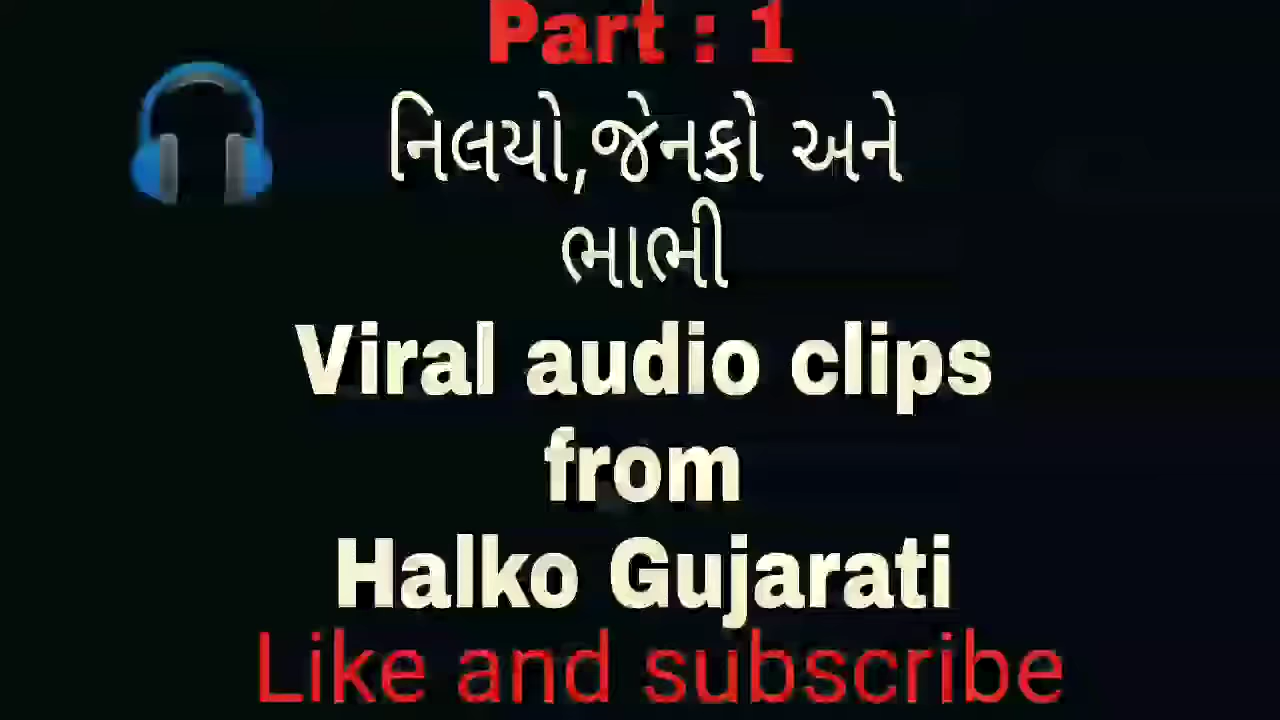 Part : 1
નિલયો,જેનકો અને
ભાભી
Viral audio clips
from
Halko Gujarati
Like and subscribe